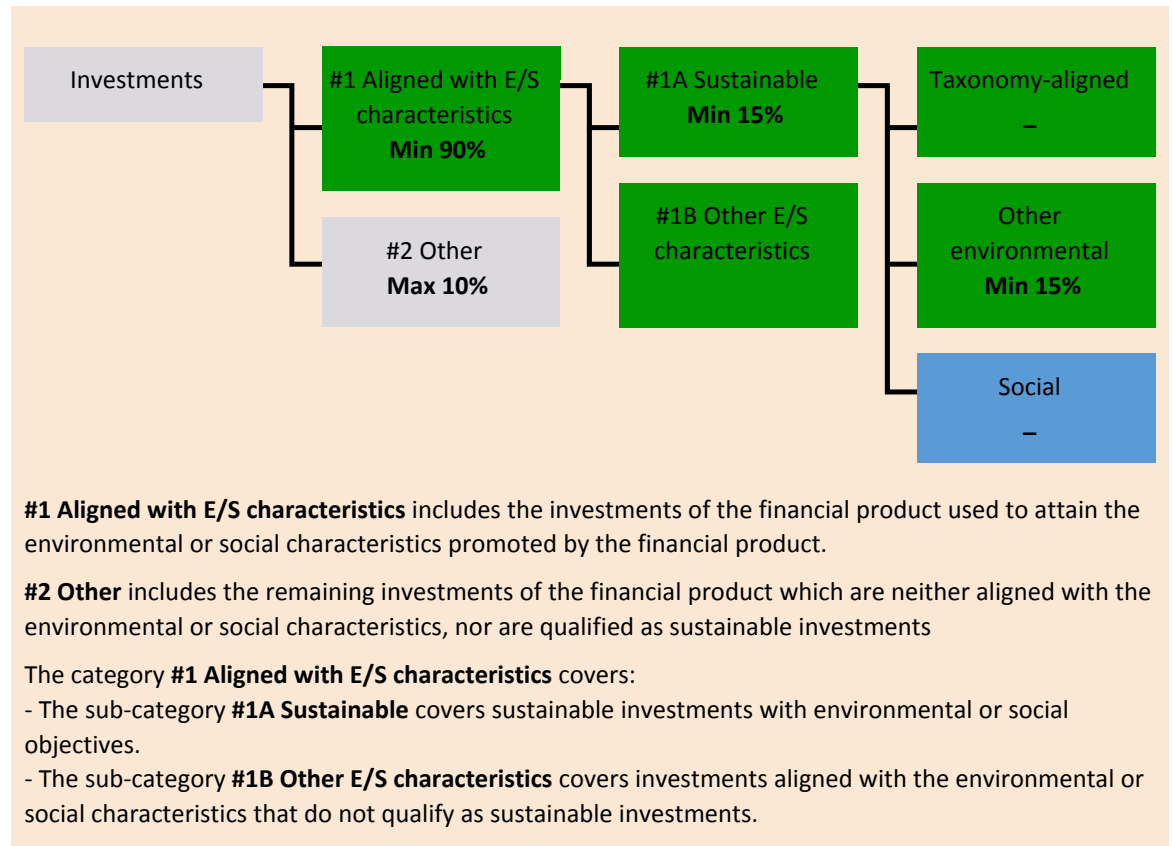 Investments
#1 Aligned with E/S
characteristics
Min 90%
#2 Other
Max 10%
#1A Sustainable
Min 15%
#1B Other E/S
characteristics
Taxonomy-aligned
–
Other
environmental
Min 15%
Social
–
#1 Aligned with E/S characteristics includes the investments of the financial product used to attain the
environmental or social characteristics promoted by the financial product.
#2 Other includes the remaining investments of the financial product which are neither aligned with the
environmental or social characteristics, nor are qualified as sustainable investments
The category #1 Aligned with E/S characteristics covers:
- The sub-category #1A Sustainable covers sustainable investments with environmental or social
objectives.
- The sub-category #1B Other E/S characteristics covers investments aligned with the environmental or
social characteristics that do not qualify as sustainable investments.